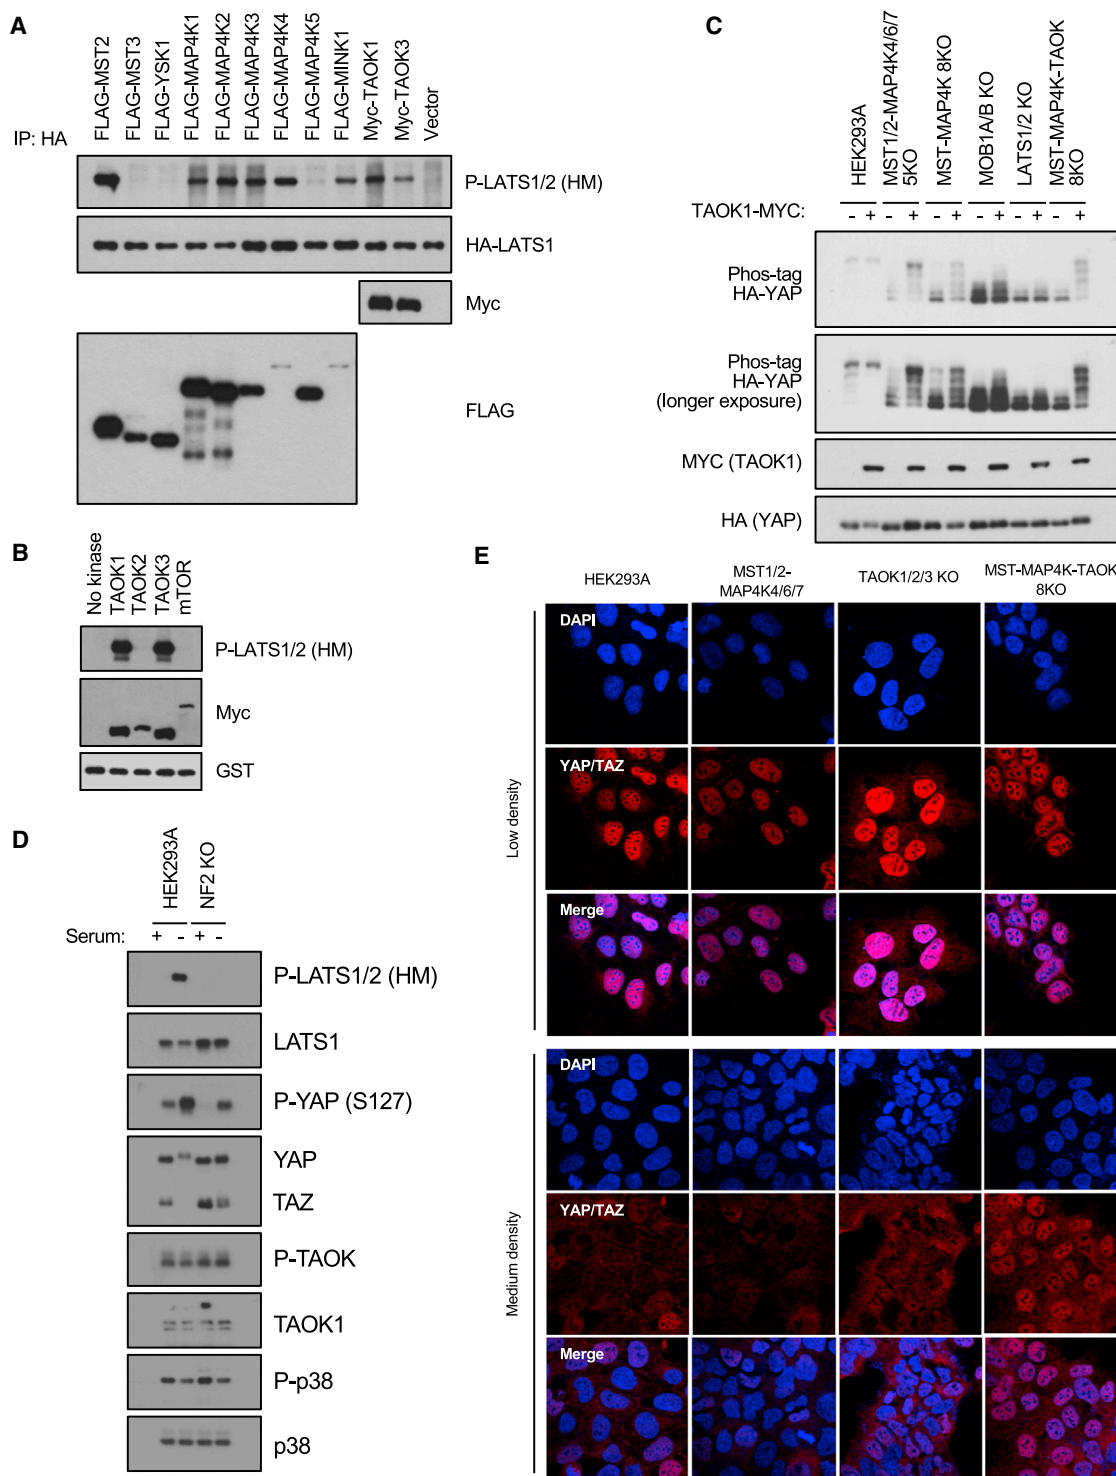 A
IP: HA
FLAG-MST2
FLAG-MST3
FLAG-YSK1
FLAG-MAP4K1
FLAG-MAP4K2
FLAG-MAP4K3
FLAG-MAP4K4
FLAG-MAP4K5
FLAG-MINK1
Myc-TAOK1
Myc-TAOK3
Vector
P-LATS1/2 (HM)
HA-LATS1
Myc
FLAG
B
No kinase
TAOK1
TAOK2
TAOK3
mTOR
P-LATS1/2 (HM)
Myc
GST
C
HEK293A
MST1/2-MAP4K4/6/7
5KO
MST-MAP4K 8KO
MOB1A/B KO
LATS1/2 KO
MST-MAP4K-TAOK
8KO
TAOK1-MYC: - + - + - + - + - + - +
Phos-tag
HA-YAP
Phos-tag
HA-YAP
(longer exposure)
MYC (TAOK1)
HA (YAP)
D
HEK293A
NF2 KO
Serum: + - + -
P-LATS1/2 (HM)
LATS1
P-YAP (S127)
YAP
TAZ
P-TAOK
TAOK1
P-p38
p38
E
HEK293A
MST1/2-
MAP4K4/6/7
TAOK1/2/3 KO
MST-MAP4K-TAOK
8KO
Low density
DAPI
YAP/TAZ
Merge
Medium density
DAPI
YAP/TAZ
Merge